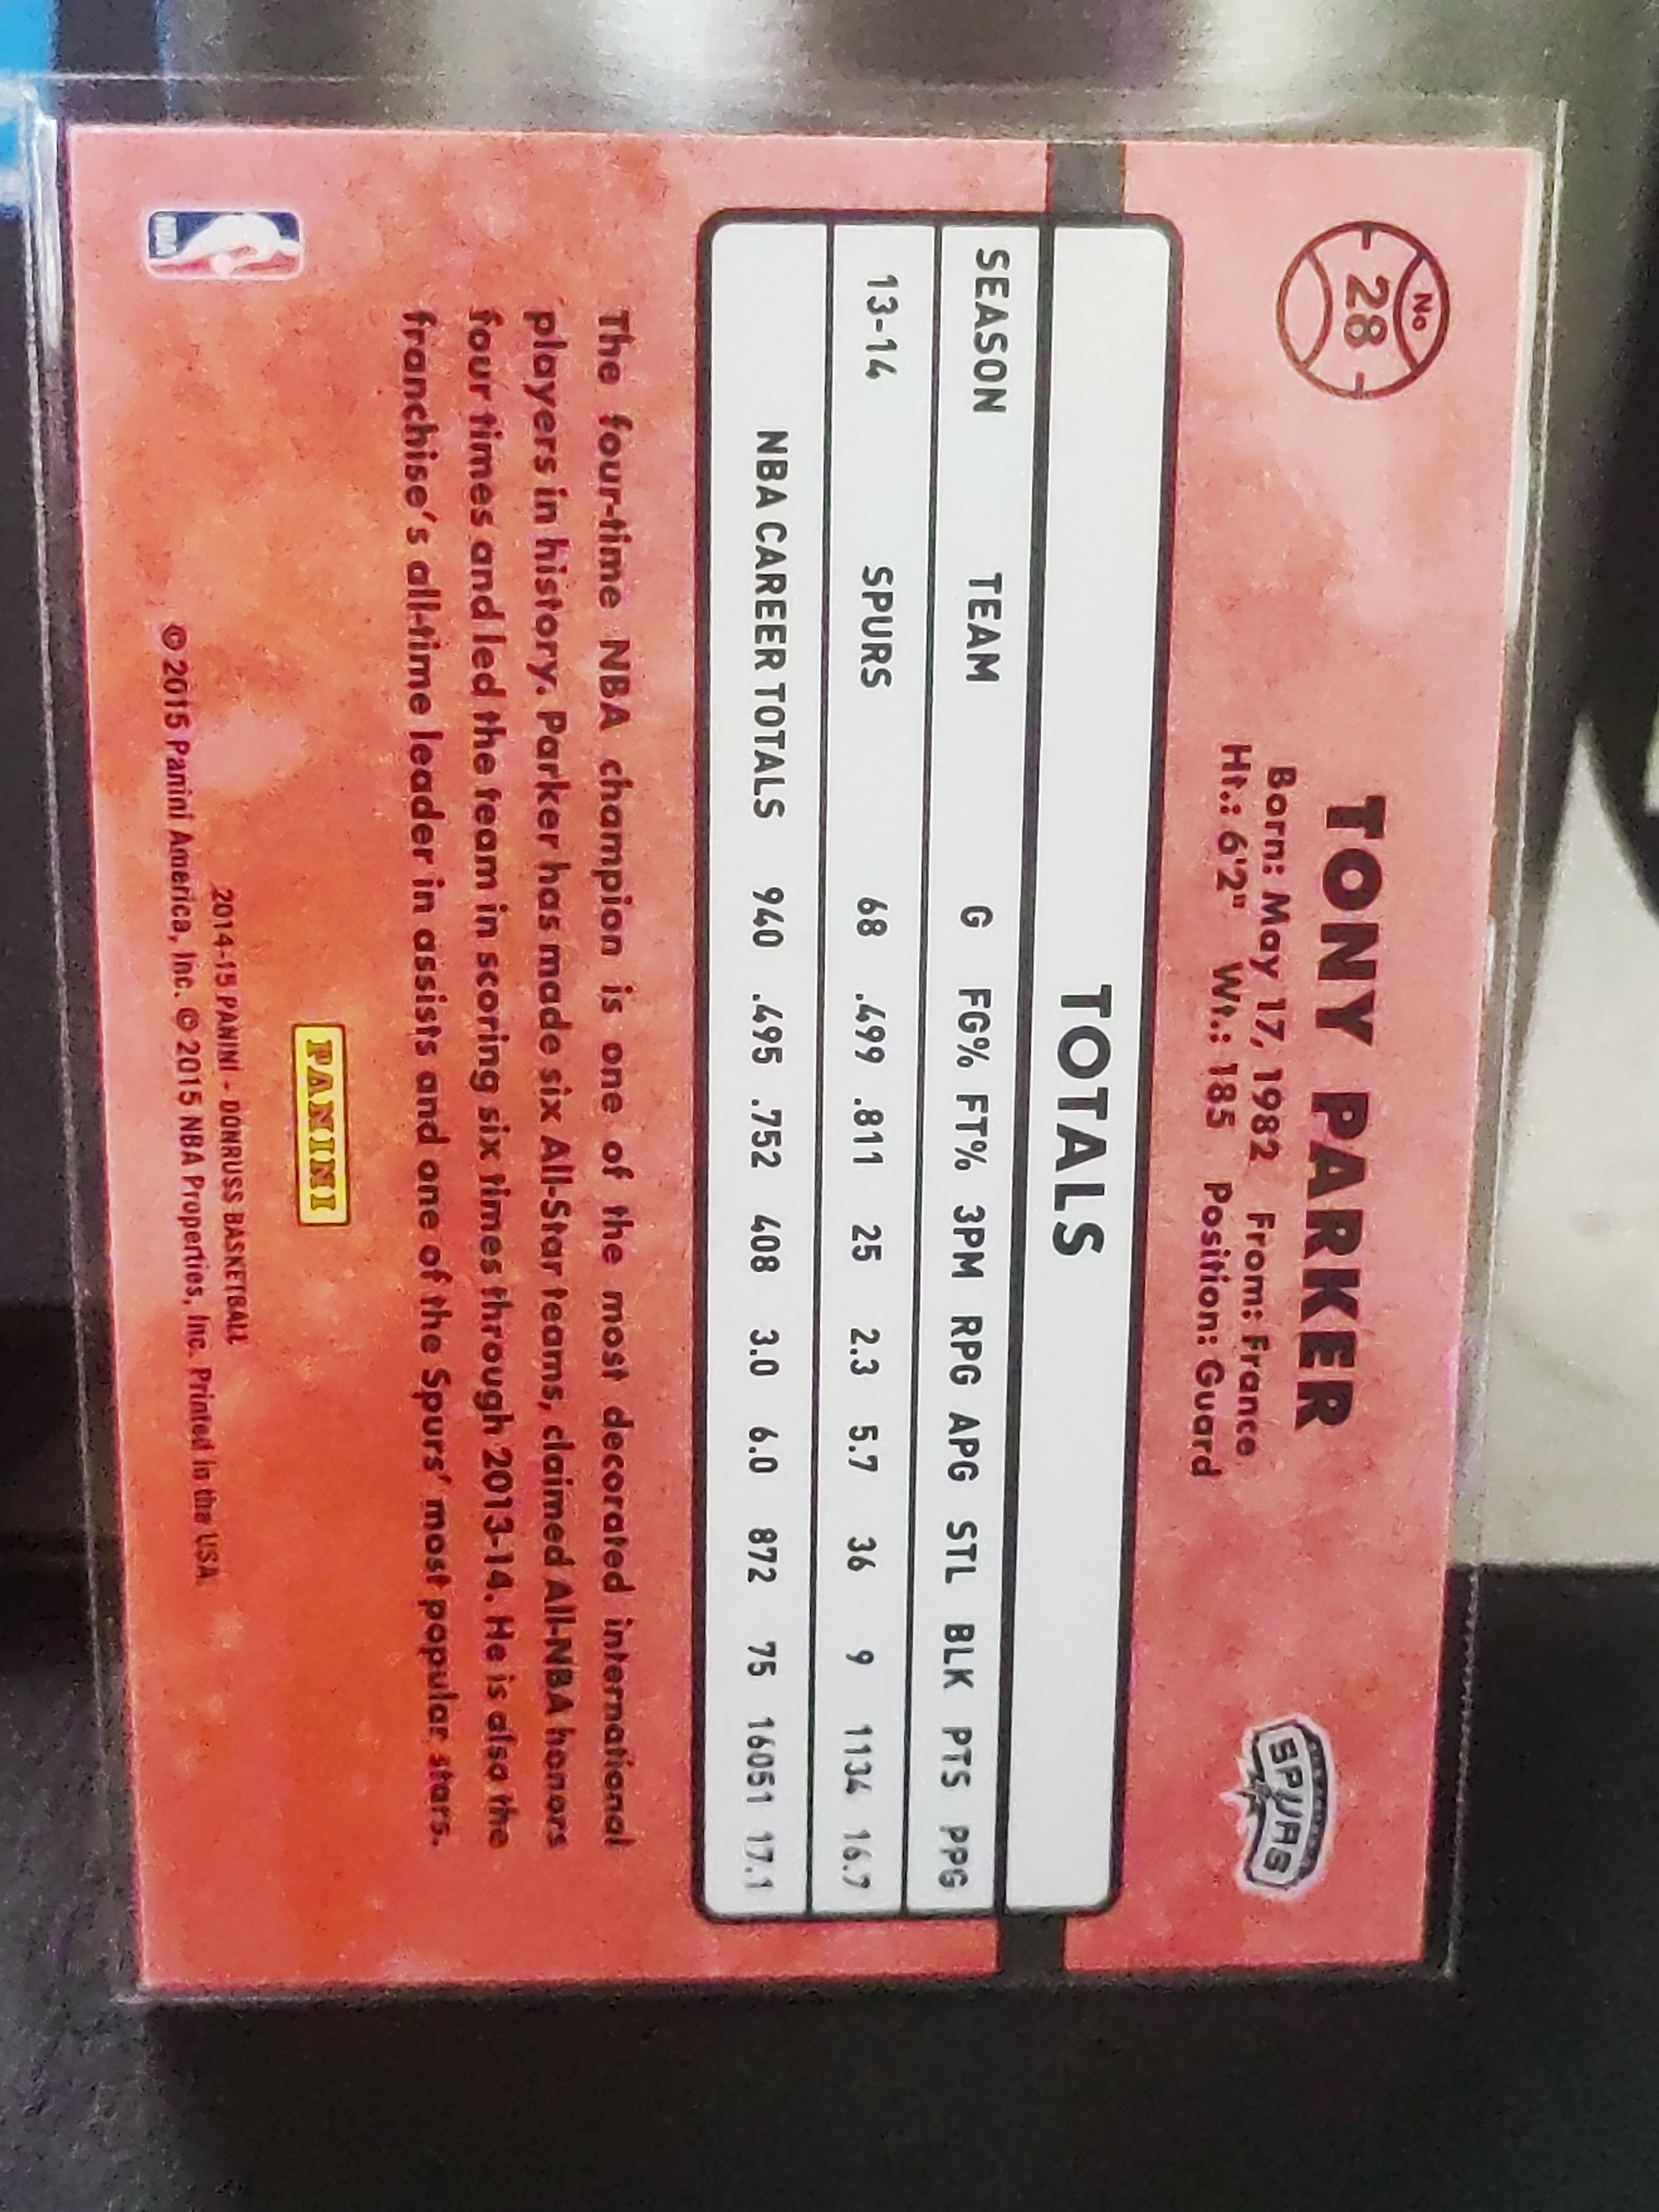 No
28
TONY PARKER
Born: May 17, 1982 From: France
Ht.: 6'2" Wt.: 185 Position: Guard
SPURS
TOTALS
SEASON TEAM G FG% FT% 3PM RPG APG STL BLK PTS PPG
13-14 SPURS 68 .499 .811 25 2.3 5.7 36 9 1134 16.7
NBA CAREER TOTALS 940 .495 .752 408 3.0 6.0 872 75 16051 17.1
The four-time NBA champion is one of the most decorated international
players in history. Parker has made six All-Star teams, claimed All-NBA honors
four times and led the team in scoring six times through 2013-14. He is also the
franchise's all-time leader in assists and one of the Spurs' most popular stars.
PANINI
2014-15 PANINI - DONRUSS BASKETBALL
© 2015 Panini America, Inc. © 2015 NBA Properties, Inc. Printed in the USA.
NBA